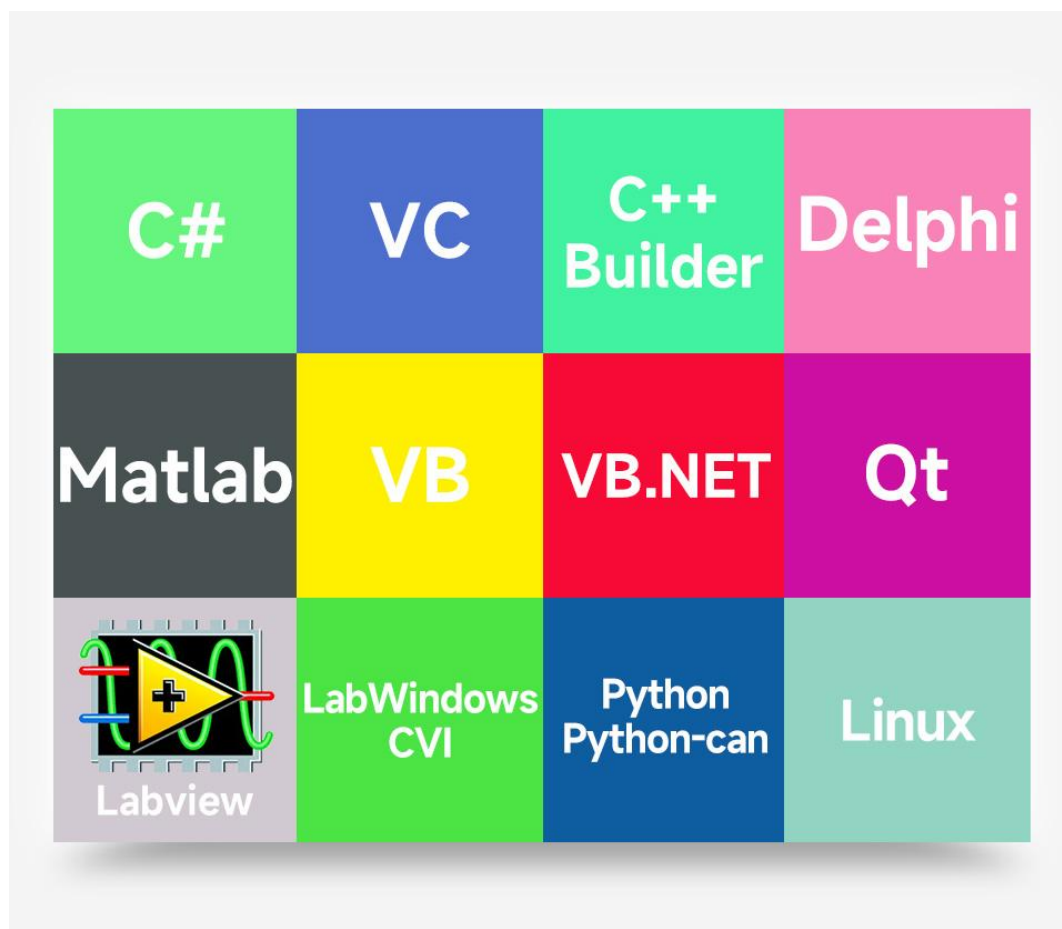 C#
VC
C++
Builder
Delphi
Matlab
VB
VB.NET
Qt
Labview
LabWindows
CVI
Python
Python-can
Linux